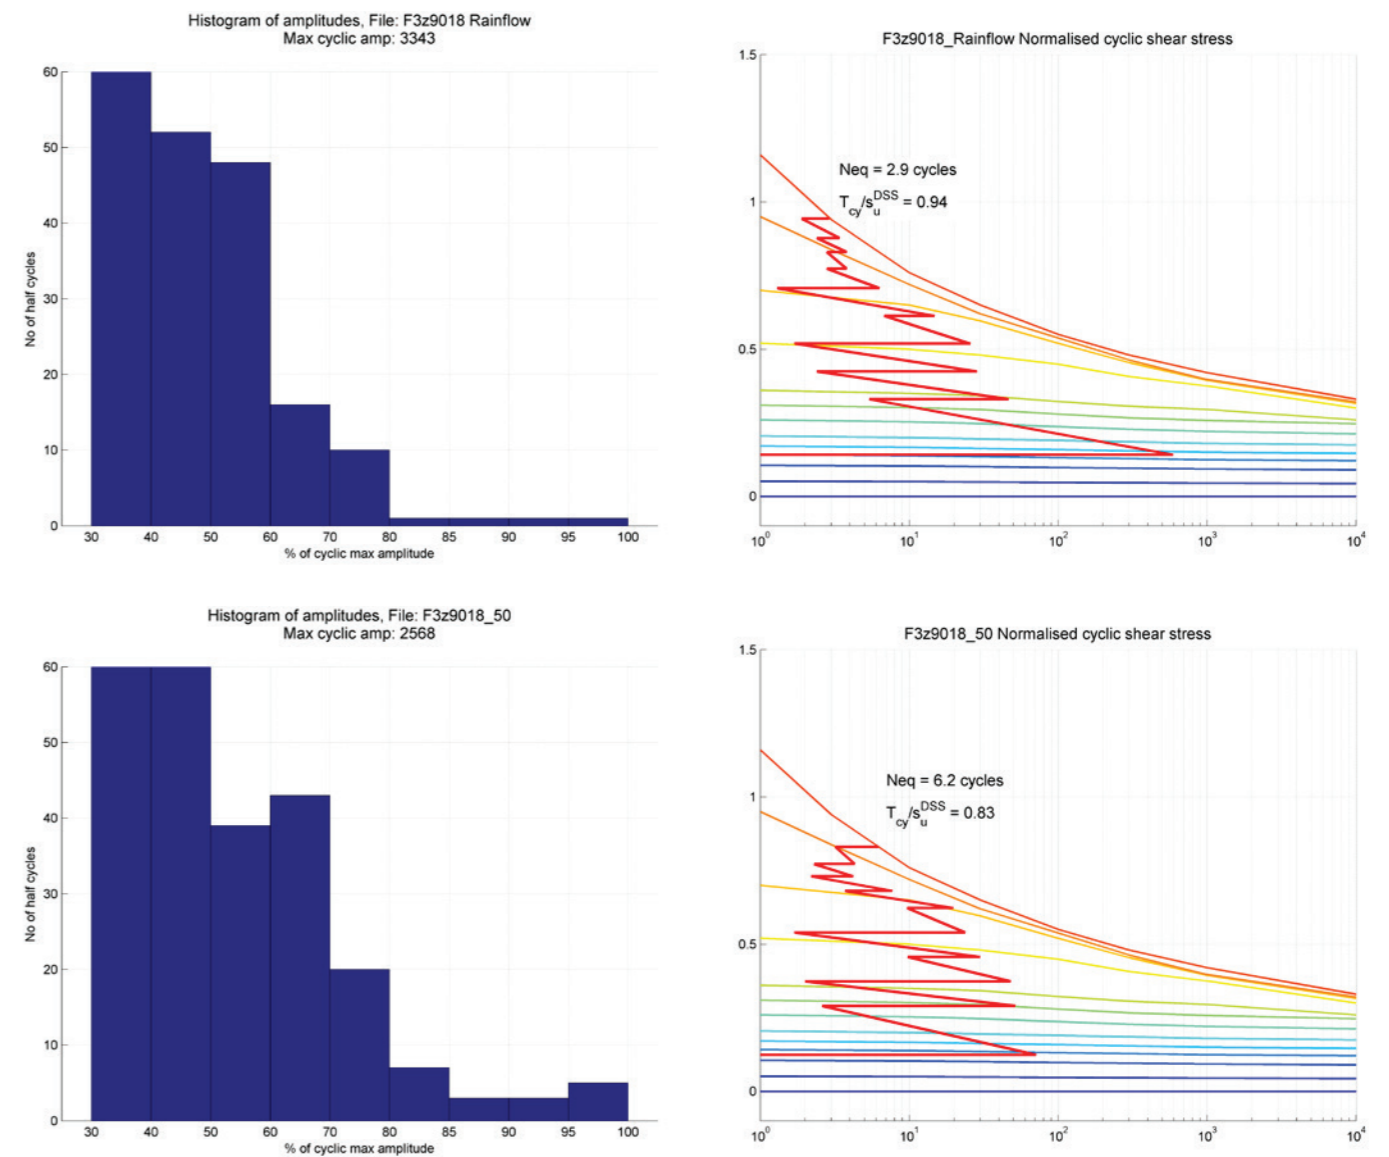 Histogram of amplitudes, File: F3z9018 Rainflow
Max cyclic amp: 3343
60
50
40
30
20
10
0
No of half cycles
30 40 50 60 70 80 85 90 95 100
% of cyclic max amplitude
F3z9018_Rainflow Normalised cyclic shear stress
1.5
1
0.5
0
Neq = 2.9 cycles
Tcy/su^DSS = 0.94
10^0 10^1 10^2 10^3 10^4
Histogram of amplitudes, File: F3z9018_50
Max cyclic amp: 2568
60
50
40
30
20
10
0
No of half cycles
30 40 50 60 70 80 85 90 95 100
% of cyclic max amplitude
F3z9018_50 Normalised cyclic shear stress
1.5
1
0.5
0
Neq = 6.2 cycles
Tcy/su^DSS = 0.83
10^0 10^1 10^2 10^3 10^4